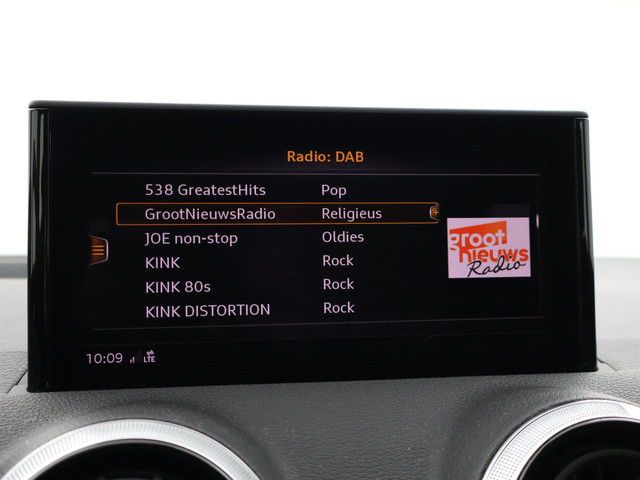 Radio: DAB
538 GreatestHits Pop
GrootNieuwsRadio Religieus
JOE non-stop Oldies
KINK Rock
KINK 80s Rock
KINK DISTORTION Rock
groot
nieuws
Radio
10:09 LTE